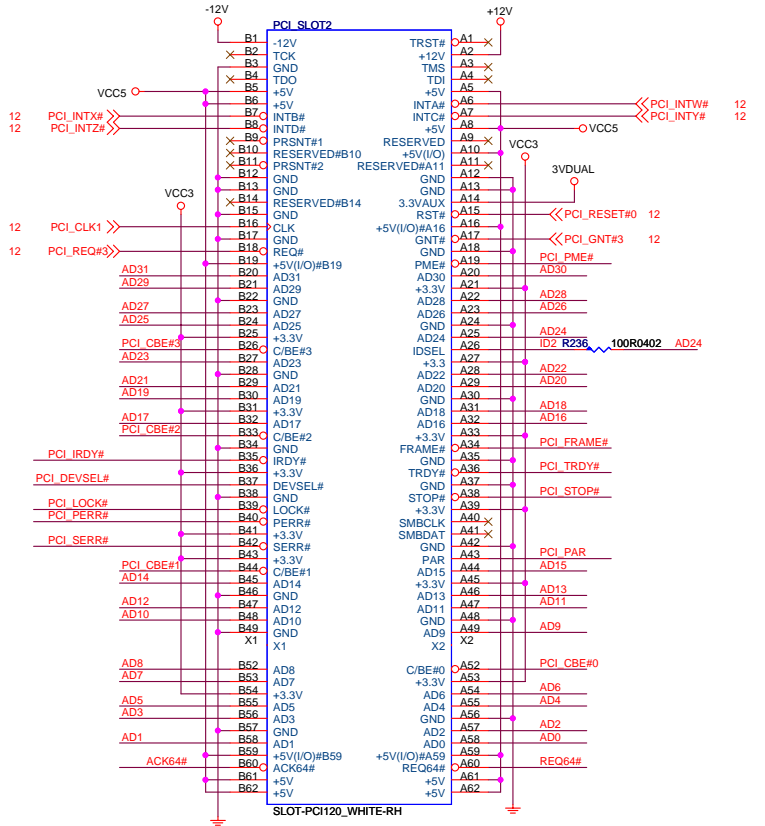 -12V +12V
PCI_SLOT2
B1 -12V TRST# A1
B2 TCK +12V A2
B3 GND TMS A3
B4 TDO TDI A4
VCC5 B5 +5V +5V A5
B6 +5V INTA# A6 PCI_INTW# 12
12 PCI_INTX# B7 INTB# INTC# A7 PCI_INTY# 12
12 PCI_INTZ# B8 INTD# +5V A8 VCC5
B9 PRSNT#1 RESERVED A9
B10 RESERVED#B10 +5V(I/O) A10
B11 PRSNT#2 RESERVED#A11 A11 VCC3
B12 GND GND A12
B13 GND GND A13 3VDUAL
VCC3 B14 RESERVED#B14 3.3VAUX A14
B15 GND RST# A15 PCI_RESET#0 12
12 PCI_CLK1 B16 CLK +5V(I/O)#A16 A16
B17 GND GNT# A17 PCI_GNT#3 12
12 PCI_REQ#3 B18 REQ# GND A18
B19 +5V(I/O)#B19 PME# A19 PCI_PME#
AD31 B20 AD31 AD30 A20 AD30
AD29 B21 AD29 +3.3V A21
B22 GND AD28 A22 AD28
AD27 B23 AD27 AD26 A23 AD26
AD25 B24 AD25 GND A24
B25 +3.3V AD24 A25 AD24
PCI_CBE#3 B26 C/BE#3 IDSEL A26 ID2 R236 100R0402 AD24
AD23 B27 AD23 +3.3 A27
B28 GND AD22 A28 AD22
AD21 B29 AD21 AD20 A29 AD20
AD19 B30 AD19 GND A30
B31 +3.3V AD18 A31 AD18
AD17 B32 AD17 AD16 A32 AD16
PCI_CBE#2 B33 C/BE#2 +3.3V A33
B34 GND FRAME# A34 PCI_FRAME#
PCI_IRDY# B35 IRDY# GND A35
B36 +3.3V TRDY# A36 PCI_TRDY#
PCI_DEVSEL# B37 DEVSEL# GND A37
B38 GND STOP# A38 PCI_STOP#
PCI_LOCK# B39 LOCK# +3.3V A39
PCI_PERR# B40 PERR# SMBCLK A40
B41 +3.3V SMBDAT A41
PCI_SERR# B42 SERR# GND A42
B43 +3.3V PAR A43 PCI_PAR
PCI_CBE#1 B44 C/BE#1 AD15 A44 AD15
AD14 B45 AD14 +3.3V A45
B46 GND AD13 A46 AD13
AD12 B47 AD12 AD11 A47 AD11
AD10 B48 AD10 GND A48
B49 GND AD9 A49 AD9
X1 X1 X2 X2
AD8 B52 AD8 C/BE#0 A52 PCI_CBE#0
AD7 B53 AD7 +3.3V A53
B54 +3.3V AD6 A54 AD6
AD5 B55 AD5 AD4 A55 AD4
AD3 B56 AD3 GND A56
B57 GND AD2 A57 AD2
AD1 B58 AD1 AD0 A58 AD0
B59 +5V(I/O)#B59 +5V(I/O)#A59 A59
ACK64# B60 ACK64# REQ64# A60 REQ64#
B61 +5V +5V A61
B62 +5V +5V A62
SLOT-PCI120_WHITE-RH